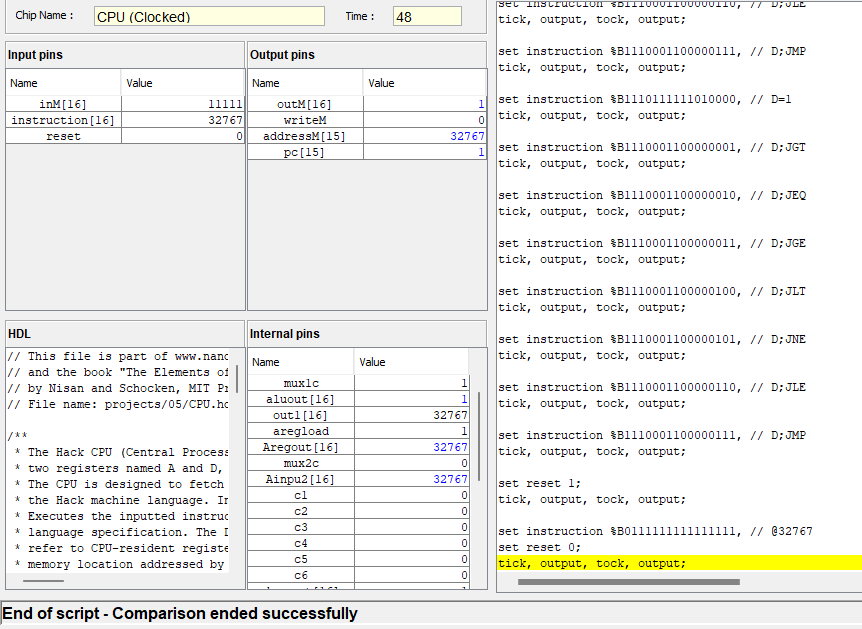 Chip Name : CPU (Clocked) Time : 48
Input pins
Name Value
inM[16] 11111
instruction[16] 32767
reset 0
Output pins
Name Value
outM[16] 1
writeM 0
addressM[15] 32767
pc[15] 1
HDL
// This file is part of www.nand
// and the book "The Elements of
// by Nisan and Schocken, MIT Pr
// File name: projects/05/CPU.hd
/**
* The Hack CPU (Central Process
* two registers named A and D,
* The CPU is designed to fetch
* the Hack machine language. In
* Executes the inputted instruc
* language specification. The D
* refer to CPU-resident registe
* memory location addressed by
Internal pins
Name Value
mux1c 1
aluout[16] 1
out1[16] 32767
aregload 1
Aregout[16] 32767
mux2c 0
Ainpu2[16] 32767
c1 0
c2 0
c3 0
c4 0
c5 0
c6 0
set instruction %B1110001100000110, // D;JLE
tick, output, tock, output;
set instruction %B1110001100000111, // D;JMP
tick, output, tock, output;
set instruction %B1110111111010000, // D=1
tick, output, tock, output;
set instruction %B1110001100000001, // D;JGT
tick, output, tock, output;
set instruction %B1110001100000010, // D;JEQ
tick, output, tock, output;
set instruction %B1110001100000011, // D;JGE
tick, output, tock, output;
set instruction %B1110001100000100, // D;JLT
tick, output, tock, output;
set instruction %B1110001100000101, // D;JNE
tick, output, tock, output;
set instruction %B1110001100000110, // D;JLE
tick, output, tock, output;
set instruction %B1110001100000111, // D;JMP
tick, output, tock, output;
set reset 1;
tick, output, tock, output;
set instruction %B0111111111111111, // @32767
set reset 0;
tick, output, tock, output;
End of script - Comparison ended successfully